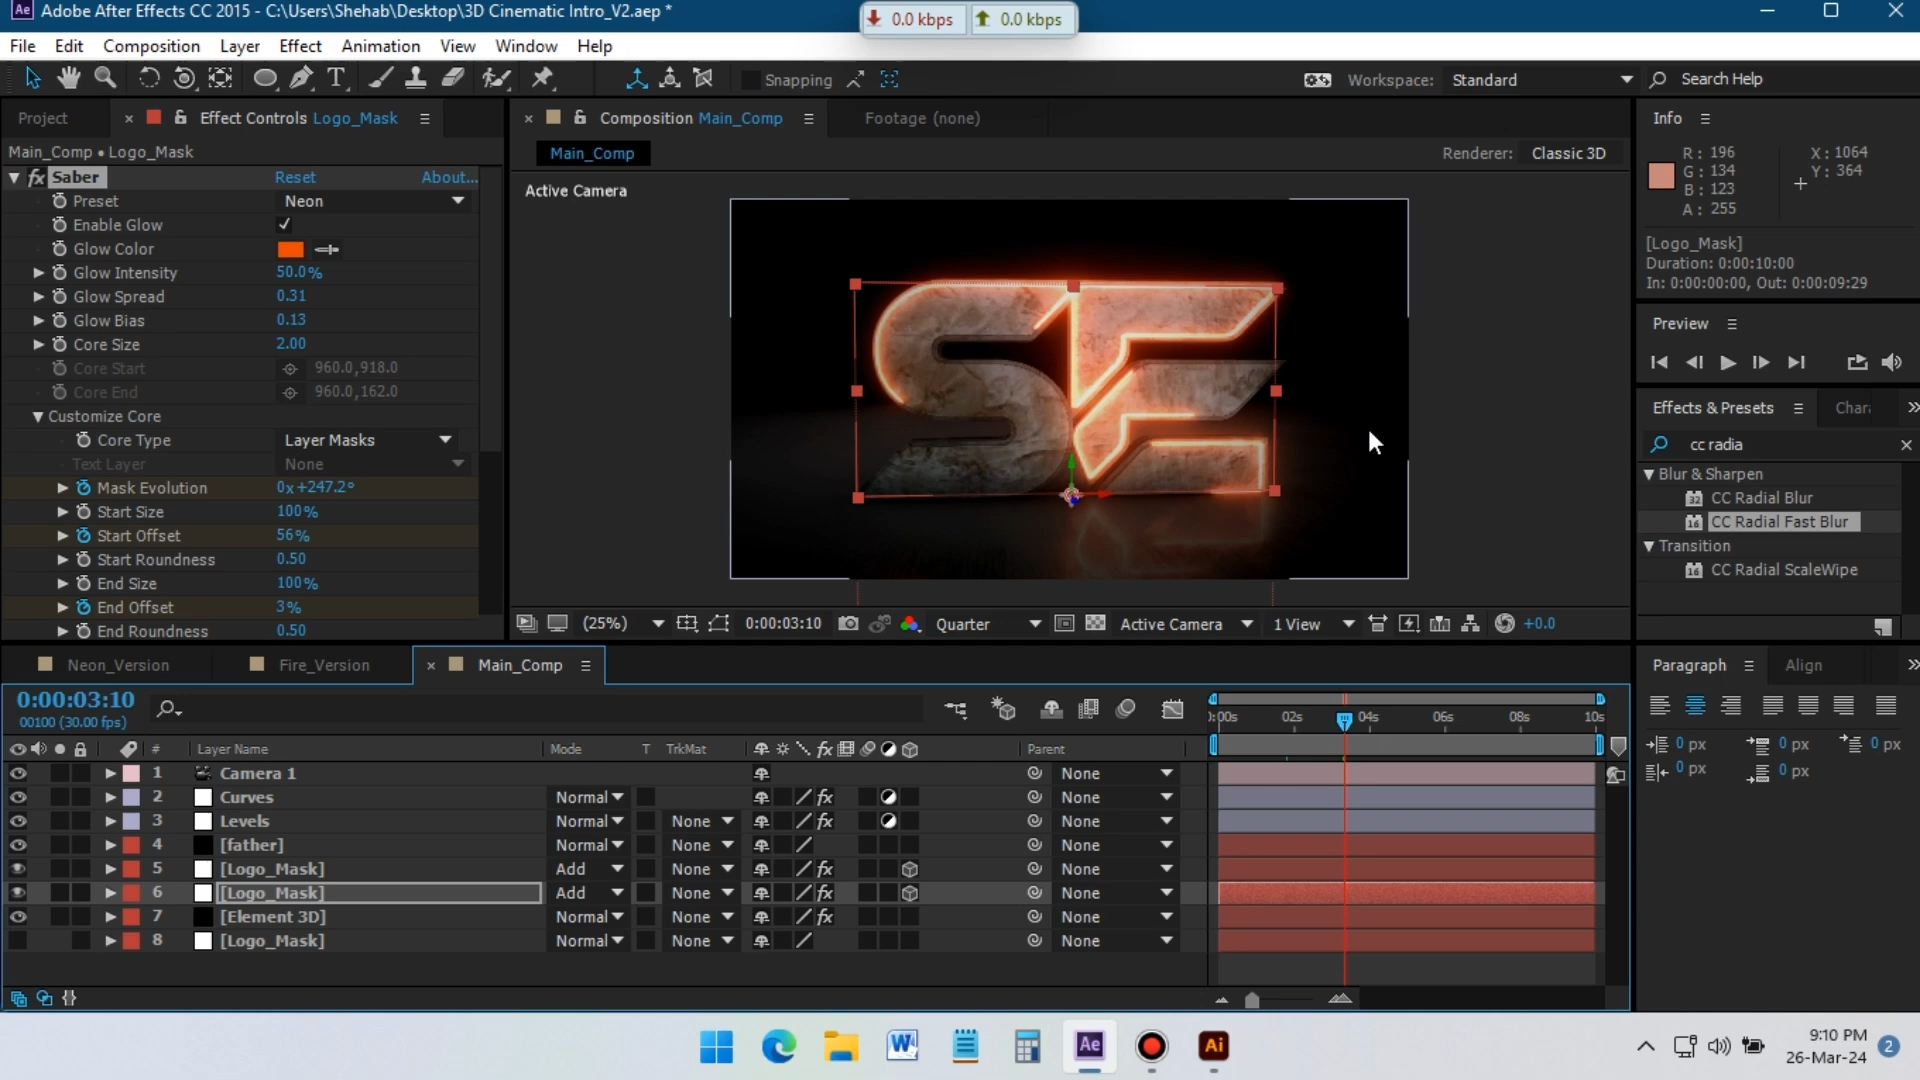 Adobe After Effects CC 2015 - C:\Users\Shehab\Desktop\3D Cinematic Intro_V2.aep *
0.0 kbps 0.0 kbps
File Edit Composition Layer Effect Animation View Window Help
Snapping
Workspace: Standard
Search Help
Project
Effect Controls Logo_Mask
Composition Main_Comp
Footage (none)
Info
Main_Comp • Logo_Mask
Main_Comp
Renderer: Classic 3D
R: 196
G: 134
B: 123
A: 255
X: 1064
Y: 364
fx Saber Reset About...
Preset Neon
Enable Glow
Glow Color
Glow Intensity 50.0%
Glow Spread 0.31
Glow Bias 0.13
Core Size 2.00
Core Start 960.0,918.0
Core End 960.0,162.0
Customize Core
Core Type Layer Masks
Text Layer None
Mask Evolution 0x+247.2°
Start Size 100%
Start Offset 56%
Start Roundness 0.50
End Size 100%
End Offset 3%
End Roundness 0.50
Active Camera
SE
[Logo_Mask]
Duration: 0:00:10:00
In: 0:00:00:00, Out: 0:00:09:29
Preview
Effects & Presets
Chara
cc radia
Blur & Sharpen
CC Radial Blur
CC Radial Fast Blur
Transition
CC Radial ScaleWipe
(25%) 0:00:03:10 Quarter Active Camera 1 View +0.0
Neon_Version Fire_Version Main_Comp
Paragraph Align
0:00:03:10
00100 (30.00 fps)
02s 04s 06s 08s 10s
# Layer Name Mode T TrkMat fx Parent
1 Camera 1 None
2 Curves Normal fx None
3 Levels Normal None fx None
4 [father] Normal None None
5 [Logo_Mask] Add None fx None
6 [Logo_Mask] Add None fx None
7 [Element 3D] Normal None fx None
8 [Logo_Mask] Normal None None
0 px 0 px 0 px
0 px 0 px
Ae
Ai
9:10 PM
26-Mar-24
2